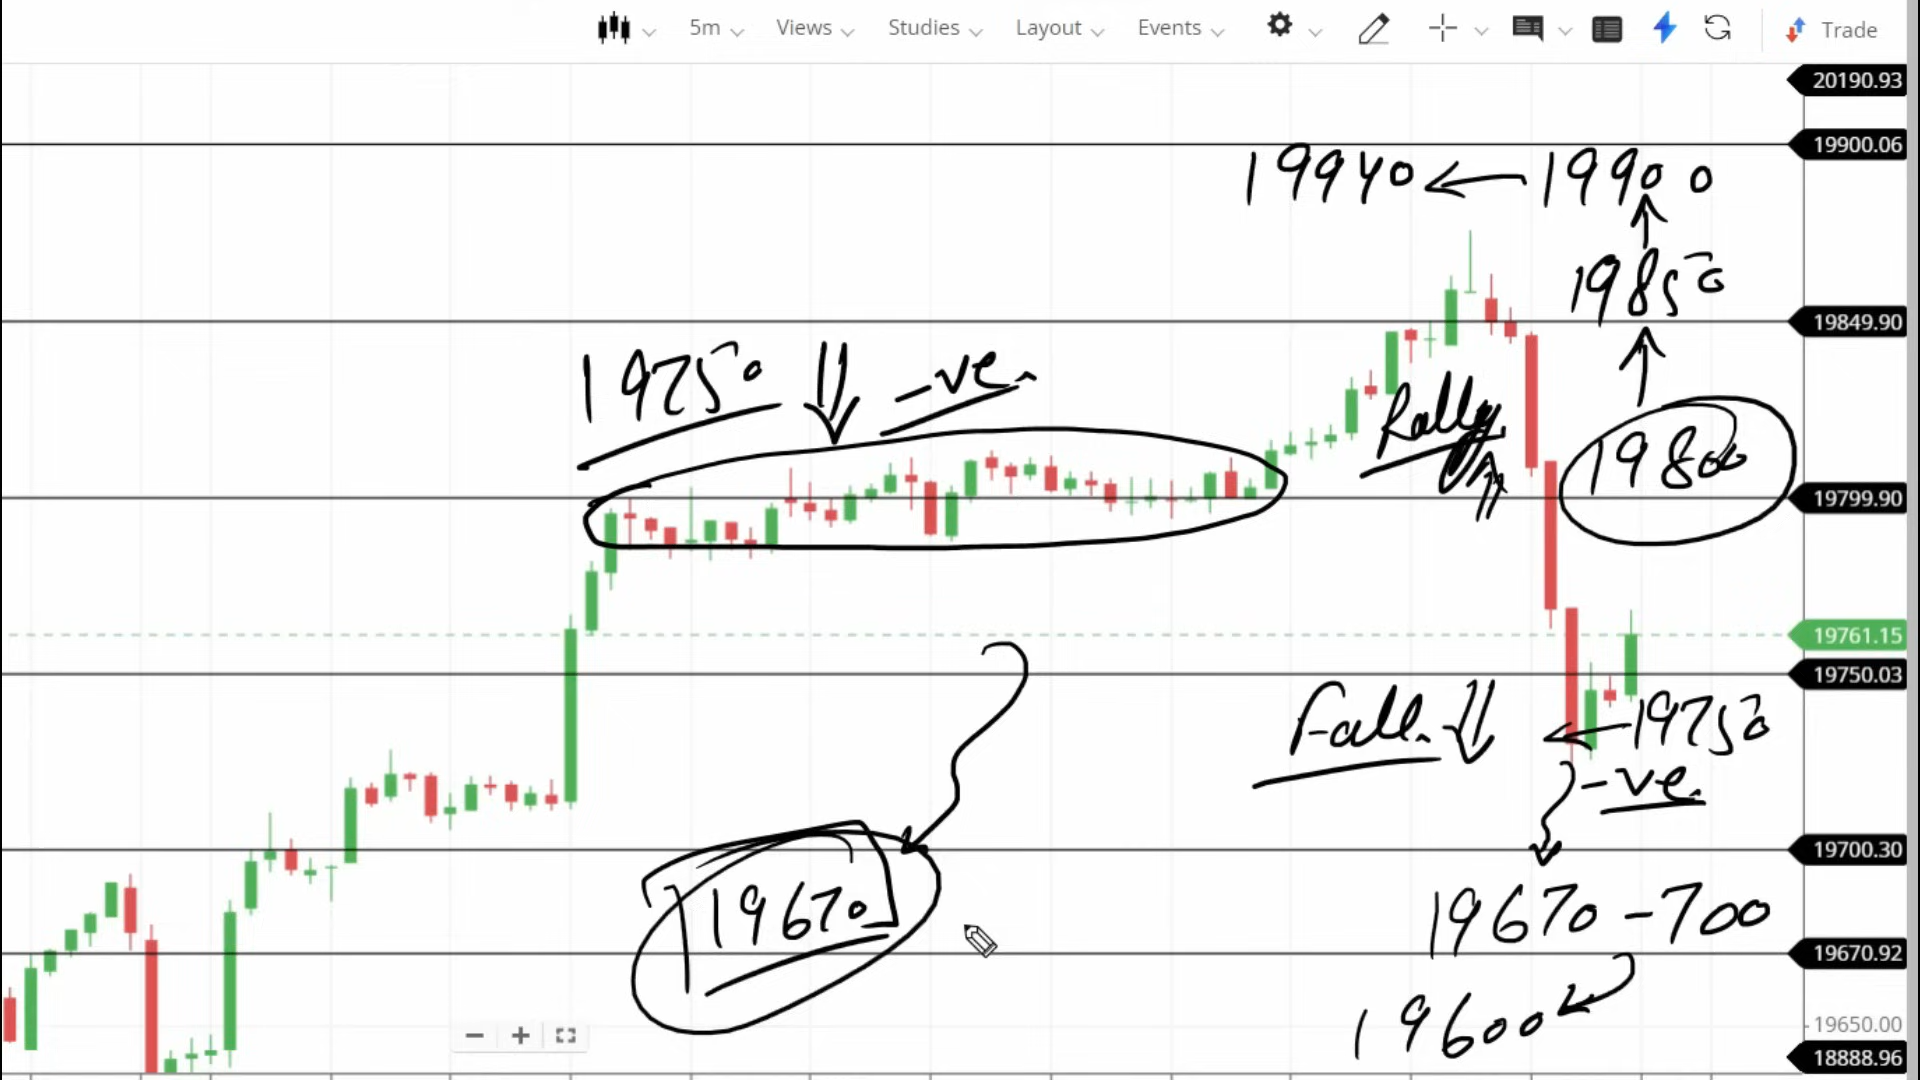 5m Views Studies Layout Events Trade
20190.93
19900.06
19940 ← 19900
19850
19849.90
19750 -ve.
Rally
19800
19799.90
19761.15
19750.03
Fall. 19750
-ve.
19700.30
19670 19670-700
19670.92
19600
19650.00
18888.96